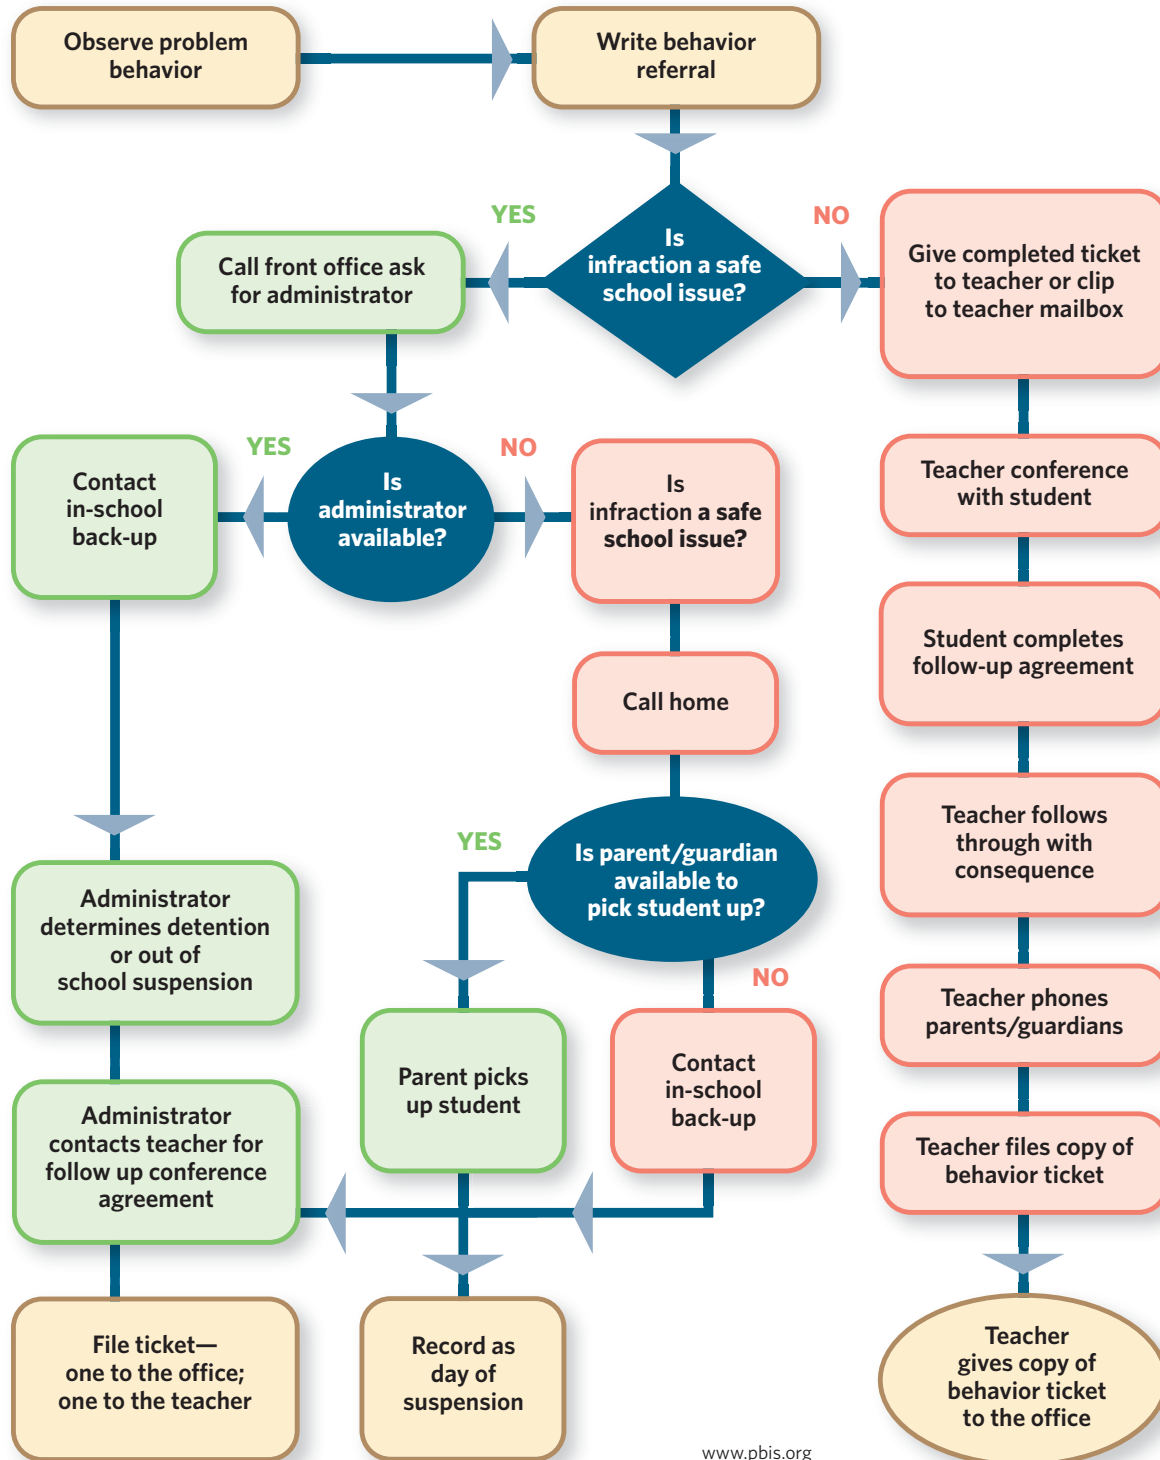 Observe problem
behavior
Write behavior
referral
YES
Is
infraction a safe
school issue?
NO
Call front office ask
for administrator
Give completed ticket
to teacher or clip
to teacher mailbox
Contact
in-school
back-up
YES
Is
administrator
available?
NO
Is
infraction a safe
school issue?
Teacher conference
with student
Student completes
follow-up agreement
Call home
Teacher follows
through with
consequence
YES
Is parent/guardian
available to
pick student up?
NO
Administrator
determines detention
or out of
school suspension
Teacher phones
parents/guardians
Parent picks
up student
Contact
in-school
back-up
Administrator
contacts teacher for
follow up conference
agreement
Teacher files copy of
behavior ticket
File ticket—
one to the office;
one to the teacher
Record as
day of
suspension
Teacher
gives copy of
behavior ticket
to the office
www.pbis.org